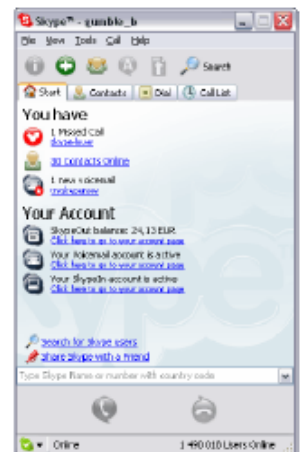 Skype™ - gumble_b
File View Tools Call Help
Search
Start Contacts Dial Call List
You have
1 Missed Call
30 Contacts Online
1 new voicemail
Your Account
SkypeOut balance: 24,13 EUR
Click here to go to your account page
Your Voicemail account is active
Click here to go to your account page
Your SkypeIn account is active
Click here to go to your account page
Search for Skype users
Share Skype with a Friend
Type Skype Name or number with country code
Online 1 490 010 Users Online